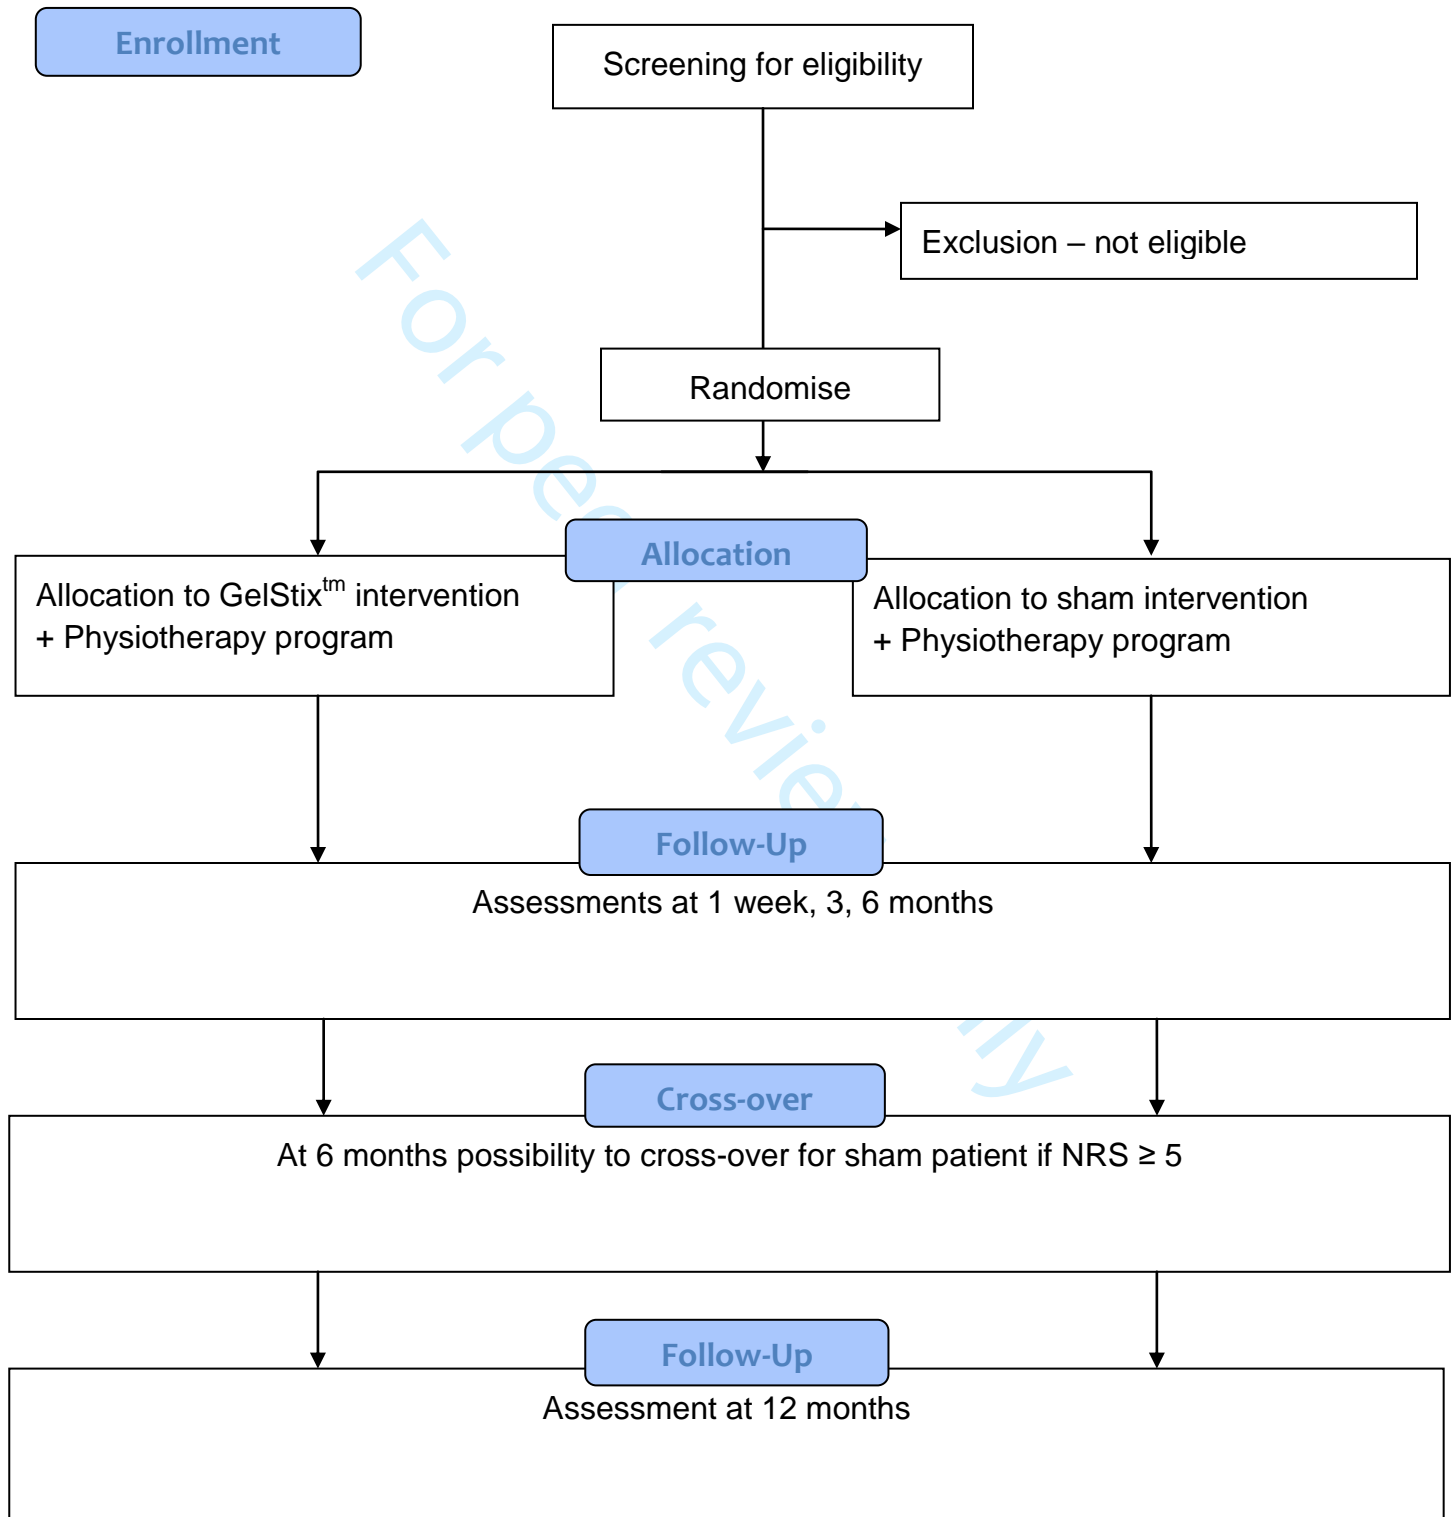 Enrollment
Screening for eligibility
Exclusion – not eligible
Randomise
Allocation
Allocation to GelStix^tm intervention
+ Physiotherapy program
Allocation to sham intervention
+ Physiotherapy program
Follow-Up
Assessments at 1 week, 3, 6 months
Cross-over
At 6 months possibility to cross-over for sham patient if NRS ≥ 5
Follow-Up
Assessment at 12 months
For peer review